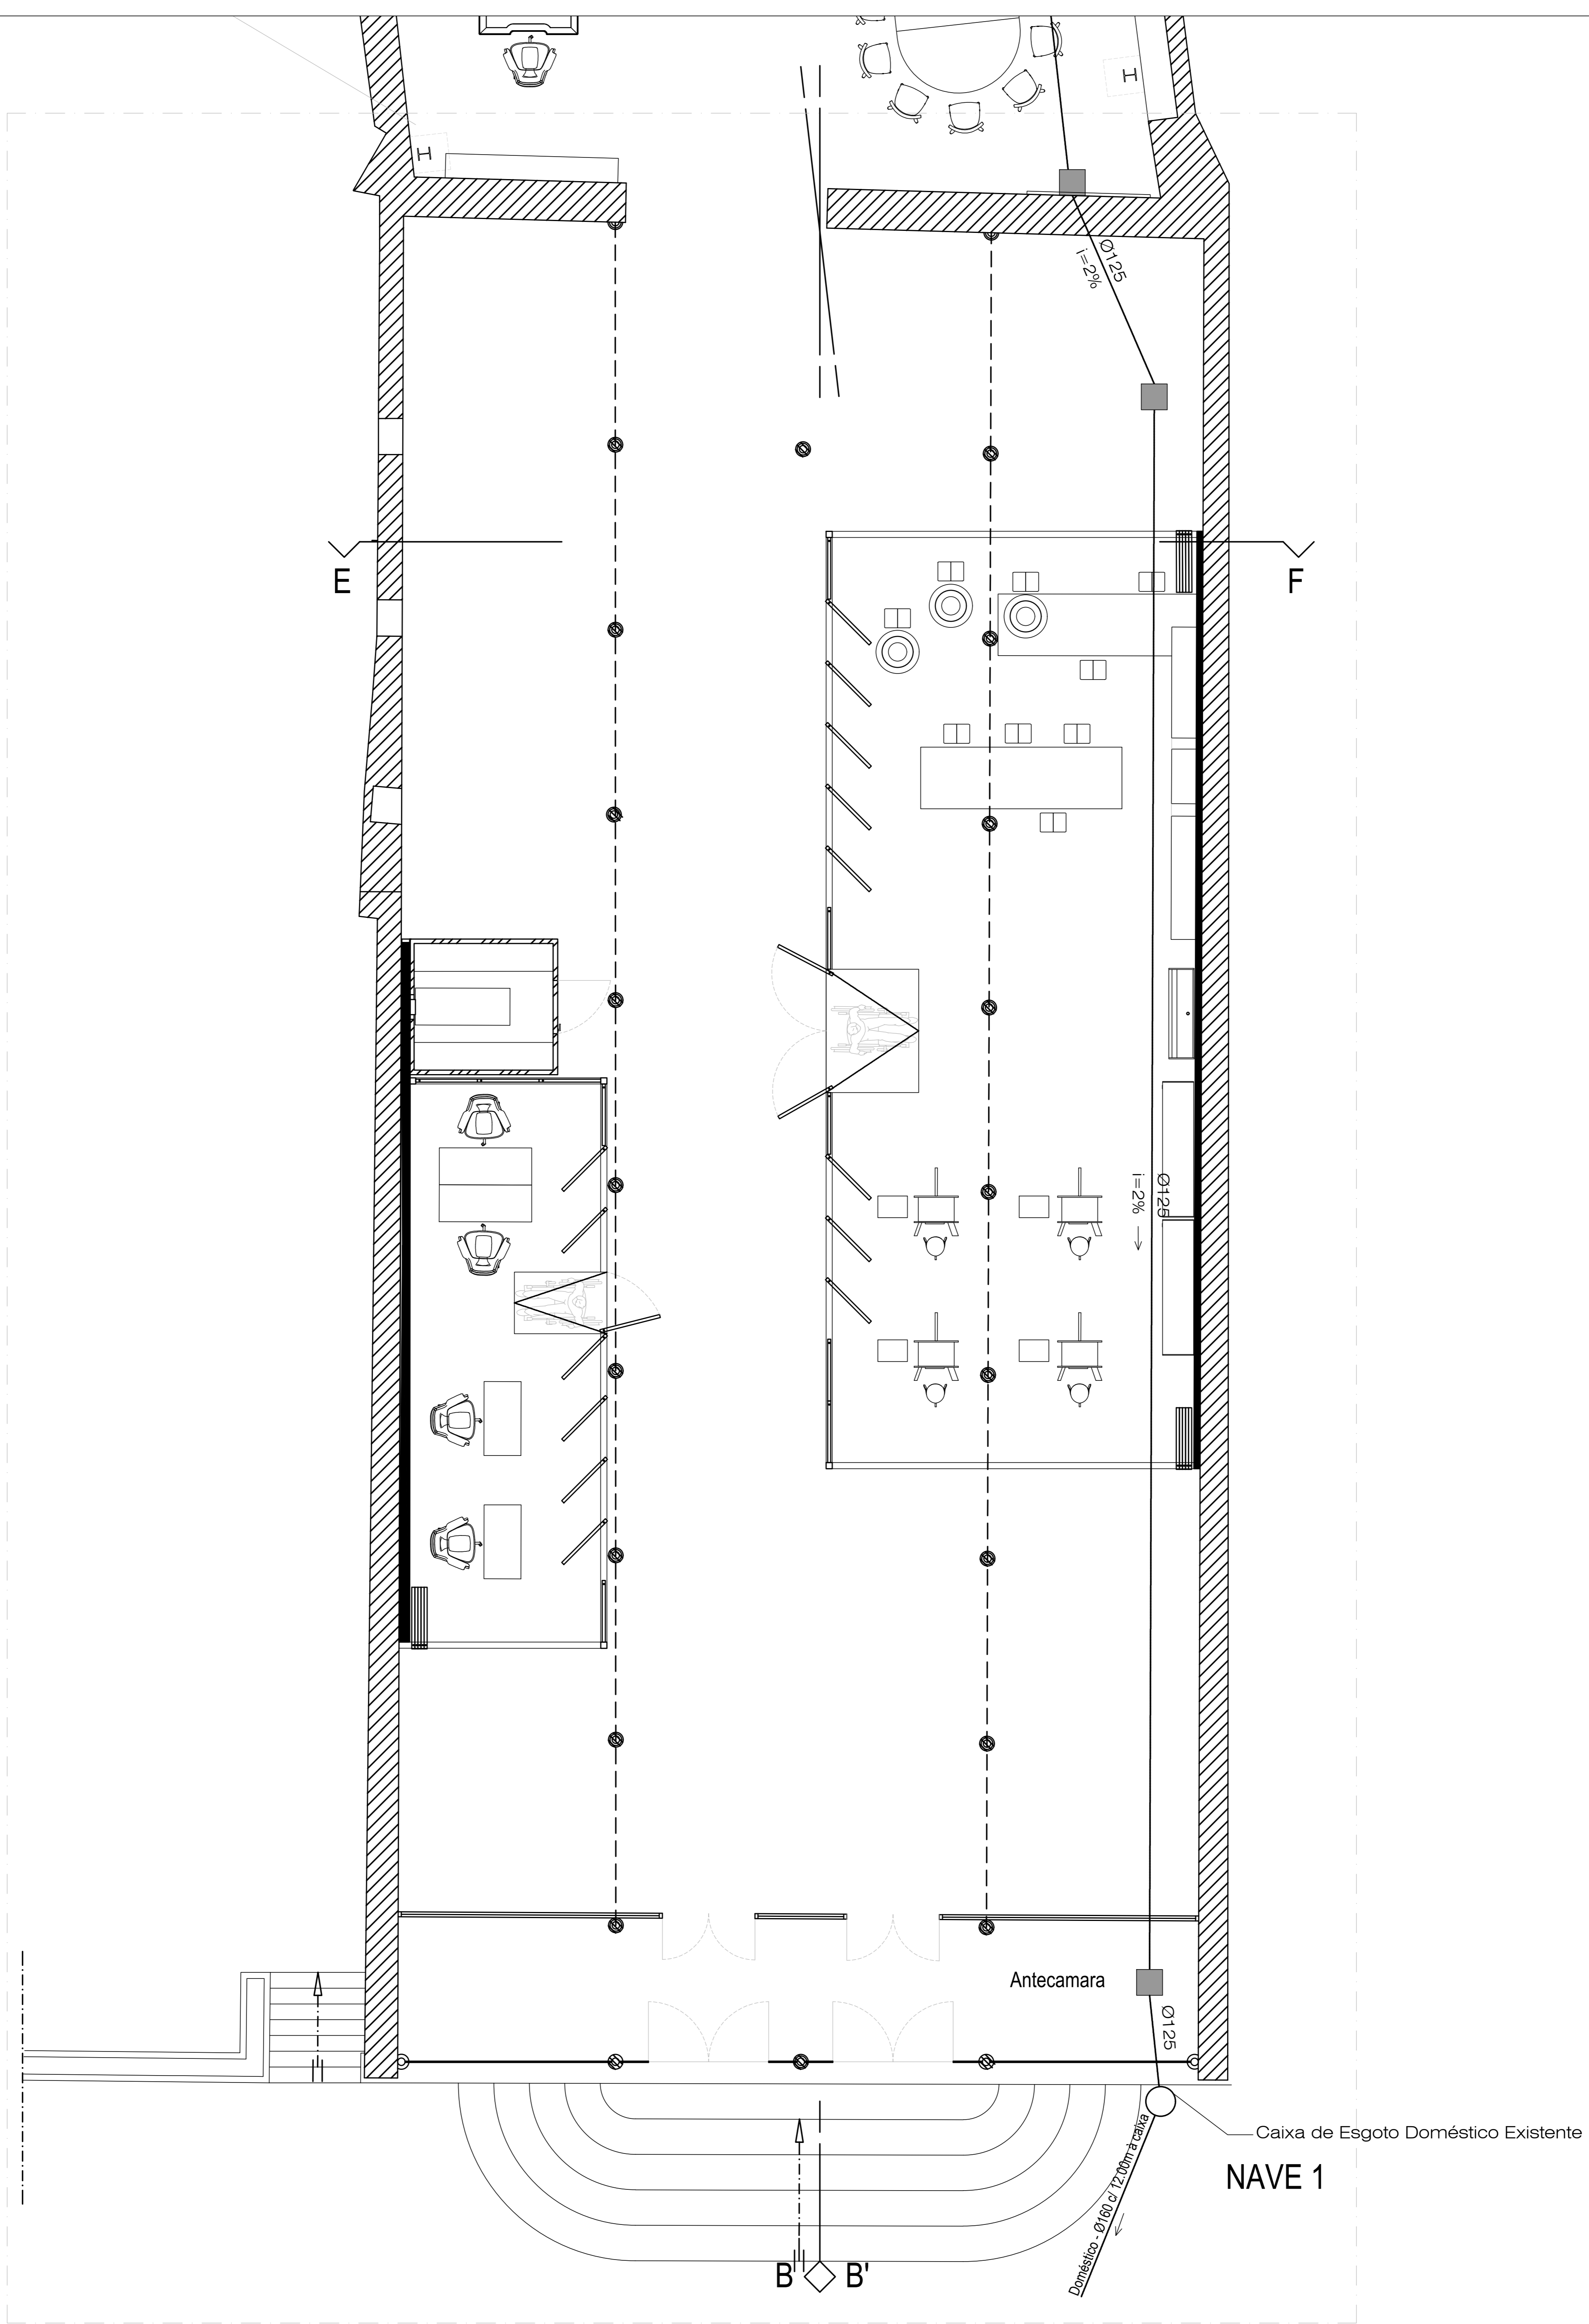 H
H
Ø125
i=2%
E
F
Ø125
i=2%
Antecamara
Ø125
Caixa de Esgoto Doméstico Existente
NAVE 1
Doméstico - Ø160 c/ 12.00m à caixa
B
B'